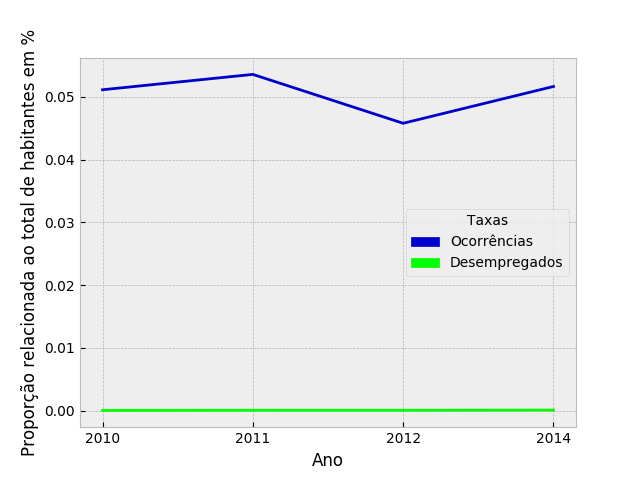 Proporção relacionada ao total de habitantes em %
0.05
0.04
0.03
0.02
0.01
0.00
Taxas
Ocorrências
Desempregados
2010 2011 2012 2014
Ano